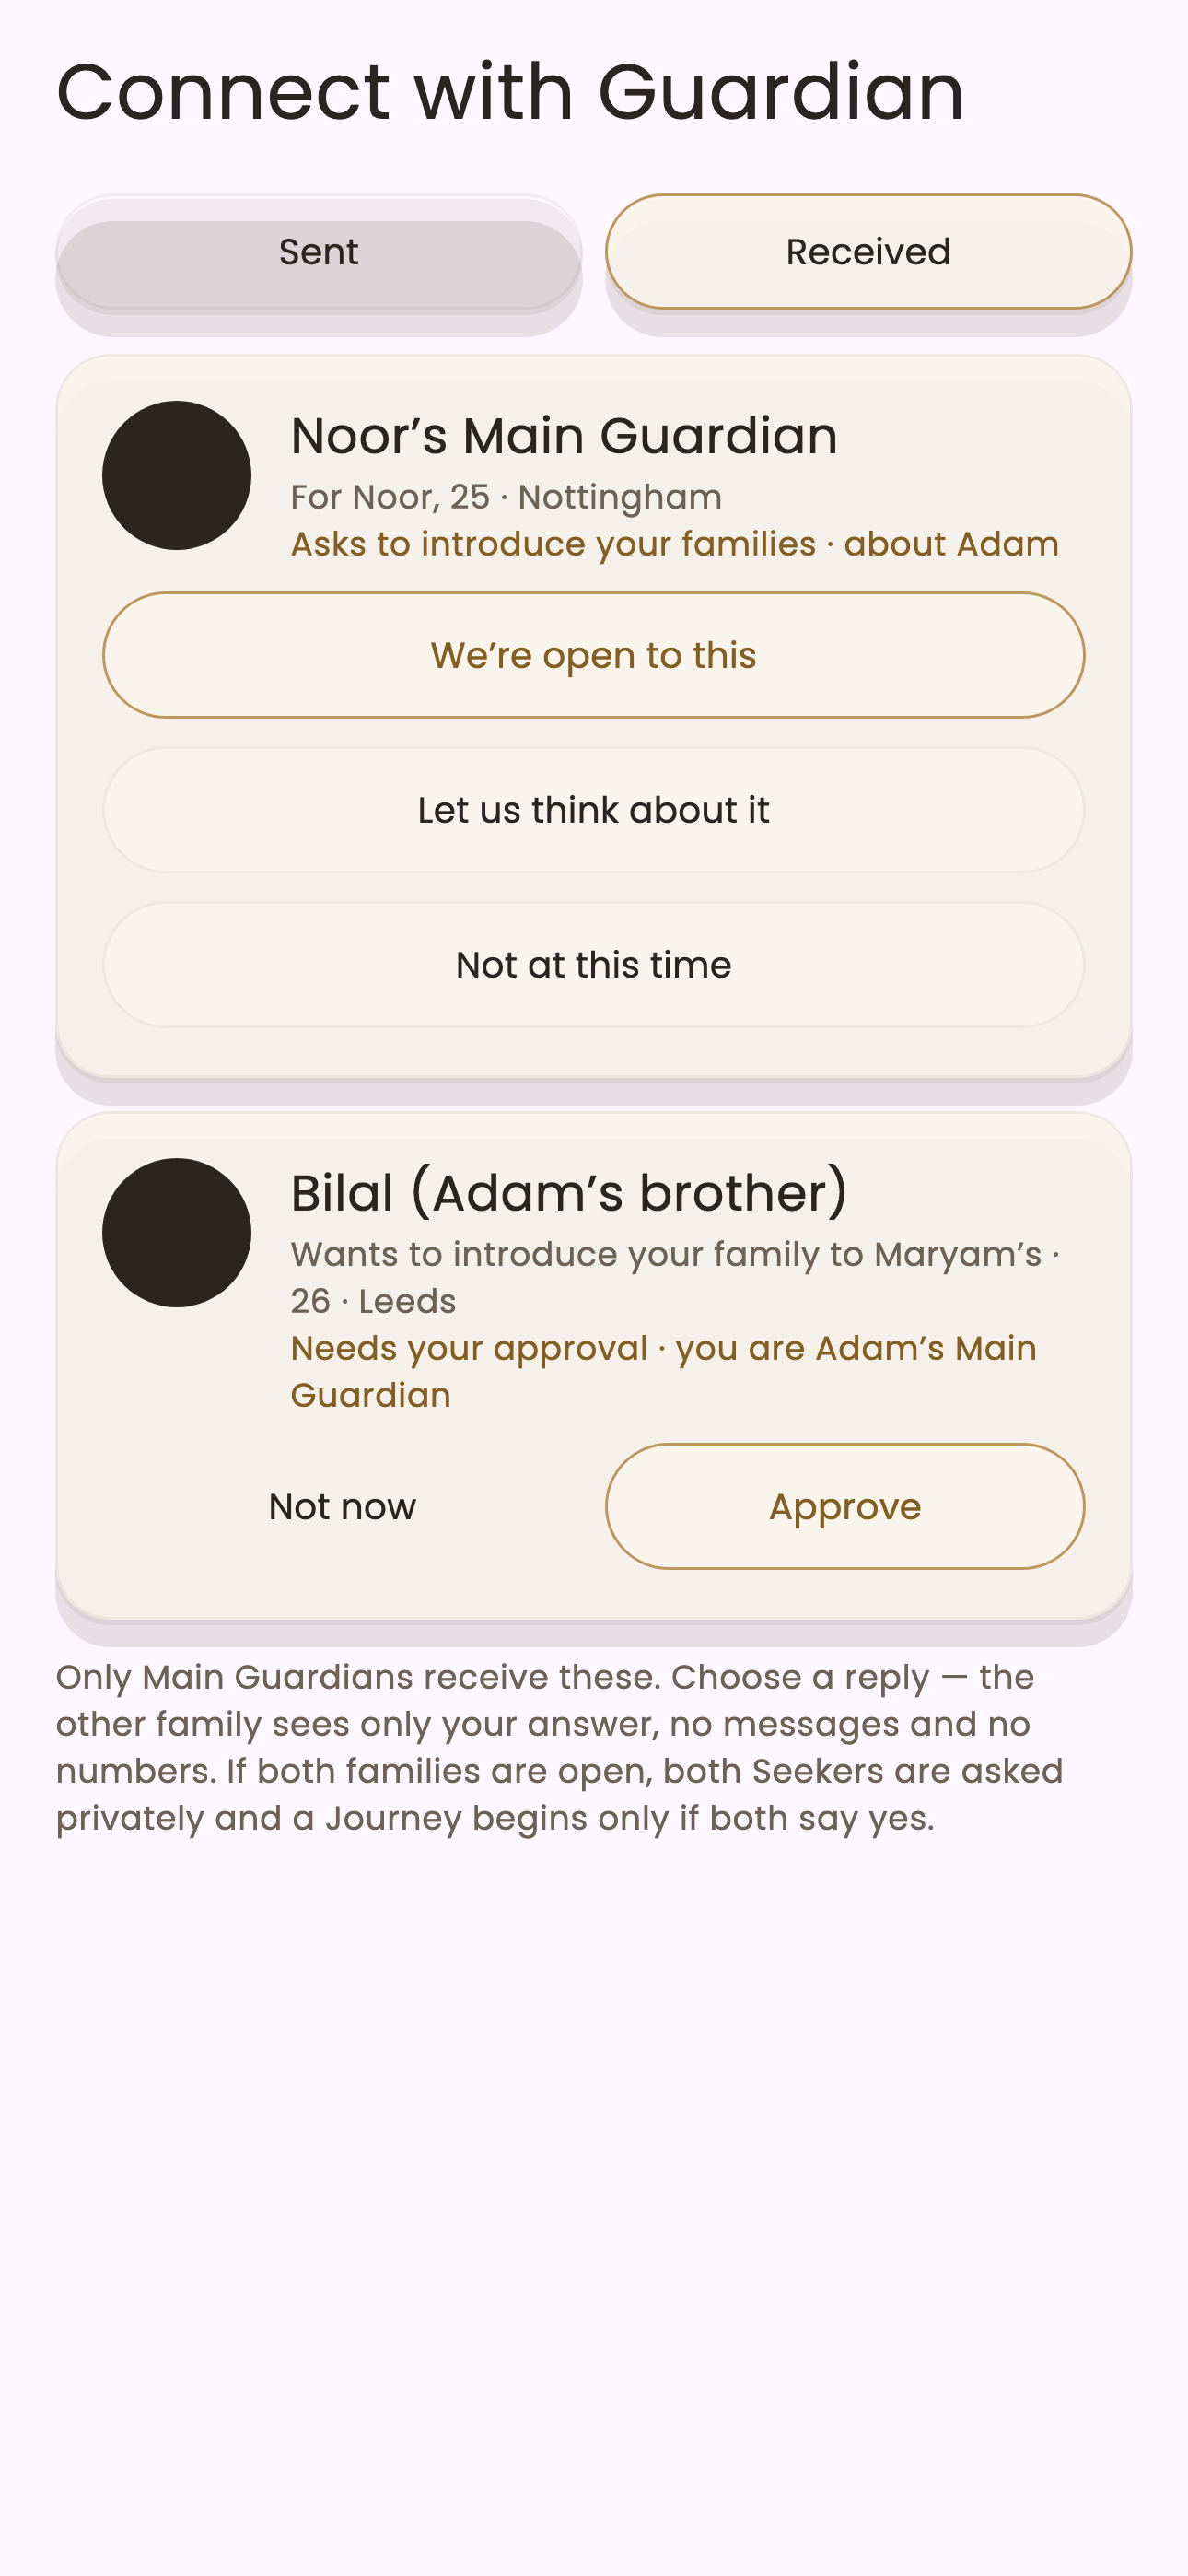 Connect with Guardian
Sent
Received
Noor’s Main Guardian
For Noor, 25 · Nottingham
Asks to introduce your families · about Adam
We’re open to this
Let us think about it
Not at this time
Bilal (Adam’s brother)
Wants to introduce your family to Maryam’s ·
26 · Leeds
Needs your approval · you are Adam’s Main
Guardian
Not now
Approve
Only Main Guardians receive these. Choose a reply — the
other family sees only your answer, no messages and no
numbers. If both families are open, both Seekers are asked
privately and a Journey begins only if both say yes.